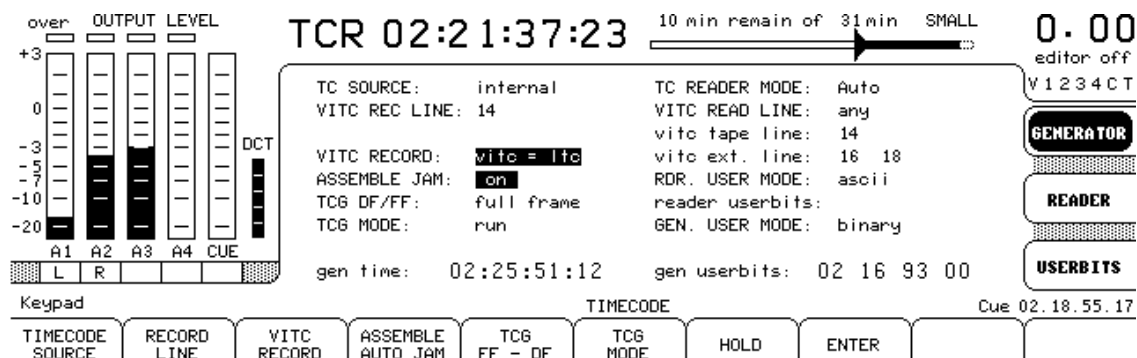 over OUTPUT LEVEL
TCR 02:21:37:23
10 min remain of 31min SMALL
0.00
editor off
V1234CT
+3
0
-3
-5
-7
-10
-20
A1 A2 A3 A4 CUE
L R
DCT
TC SOURCE: internal
VITC REC LINE: 14
VITC RECORD: vitc = ltc
ASSEMBLE JAM: on
TCG DF/FF: full frame
TCG MODE: run
gen time: 02:25:51:12
TC READER MODE: Auto
VITC READ LINE: any
vitc tape line: 14
vitc ext. line: 16 18
RDR. USER MODE: ascii
reader userbits:
GEN. USER MODE: binary
gen userbits: 02 16 93 00
GENERATOR
READER
USERBITS
Keypad
TIMECODE
Cue 02.18.55.17
TIMECODE SOURCE
RECORD LINE
VITC RECORD
ASSEMBLE AUTO JAM
TCG FF - DF
TCG MODE
HOLD
ENTER